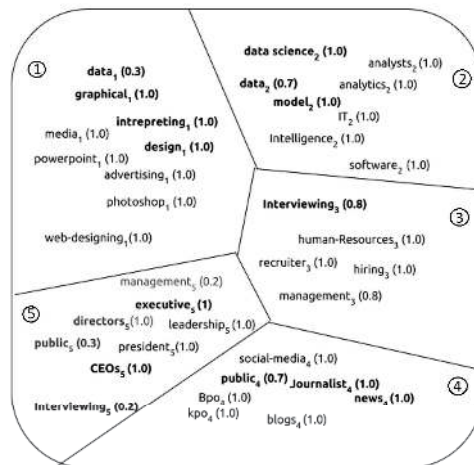 ①
data₁ (0.3)
graphical₁ (1.0)
intrepreting₁ (1.0)
media₁ (1.0)
design₁ (1.0)
powerpoint₁ (1.0)
advertising₁ (1.0)
photoshop₁ (1.0)
web-designing₁(1.0)
②
data science₂ (1.0)
analysts₂ (1.0)
data₂ (0.7)
analytics₂ (1.0)
model₂ (1.0)
IT₂ (1.0)
Intelligence₂ (1.0)
software₂ (1.0)
③
Interviewing₃ (0.8)
human-Resources₃ (1.0)
recruiter₃ (1.0)
hiring₃ (1.0)
management₃ (0.8)
⑤
management₅ (0.2)
executive₅ (1)
directors₅(1.0)
leadership₅ (1.0)
public₅ (0.3)
president₅(1.0)
CEOs₅ (1.0)
Interviewing₅ (0.2)
④
social-media₄ (1.0)
public₄ (0.7)
Journalist₄ (1.0)
Bpo₄ (1.0)
news₄ (1.0)
kpo₄ (1.0)
blogs₄ (1.0)